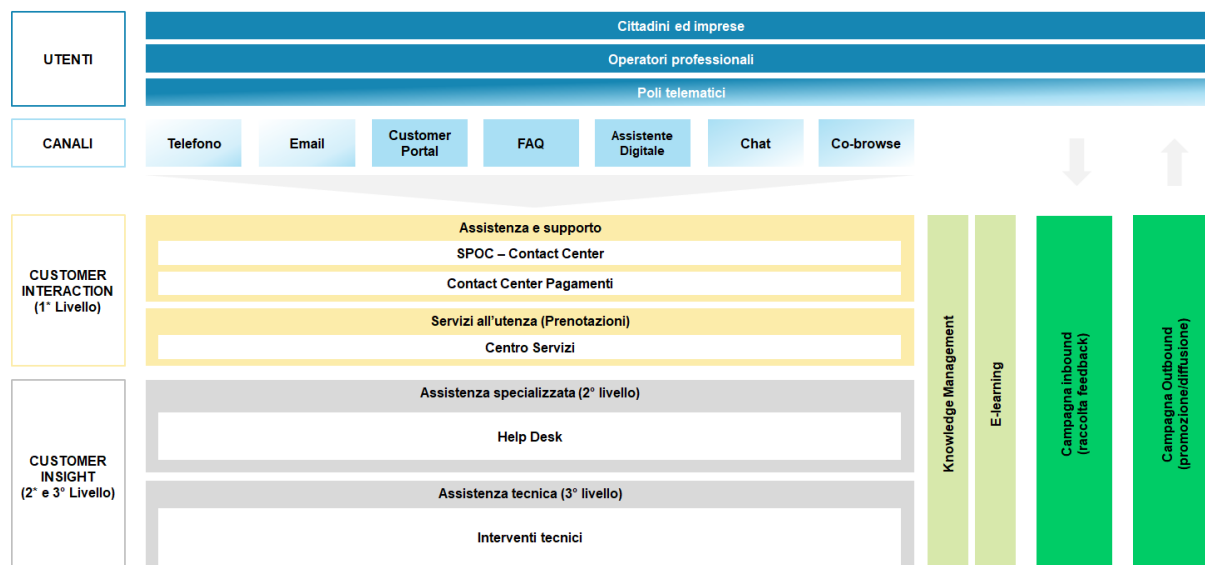 UTENTI
Cittadini ed imprese
Operatori professionali
Poli telematici
CANALI
Telefono
Email
Customer
Portal
FAQ
Assistente
Digitale
Chat
Co-browse
CUSTOMER
INTERACTION
(1° Livello)
Assistenza e supporto
SPOC – Contact Center
Contact Center Pagamenti
Servizi all’utenza (Prenotazioni)
Centro Servizi
CUSTOMER
INSIGHT
(2° e 3° Livello)
Assistenza specializzata (2° livello)
Help Desk
Assistenza tecnica (3° livello)
Interventi tecnici
Knowledge Management
E-learning
Campagna inbound
(raccolta feedback)
Campagna Outbound
(promozione/diffusione)